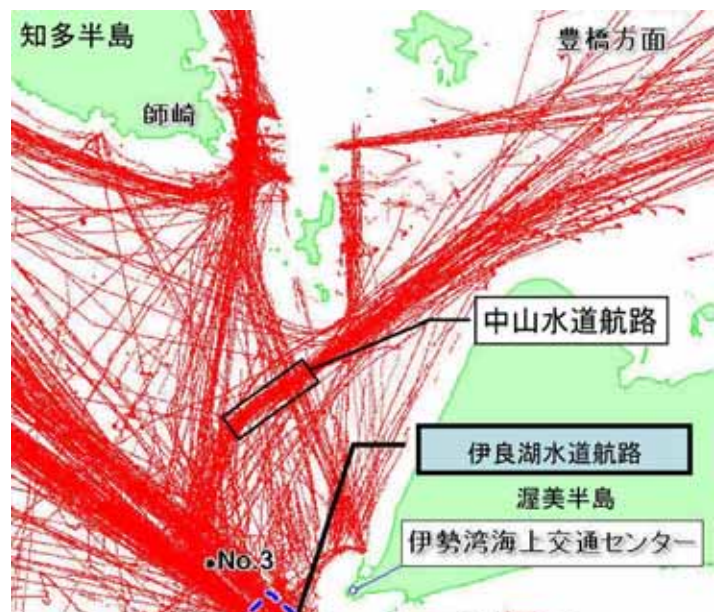 知多半島
豊橋方面
師崎
中山水道航路
伊良湖水道航路
渥美半島
伊勢湾海上交通センター
No.3